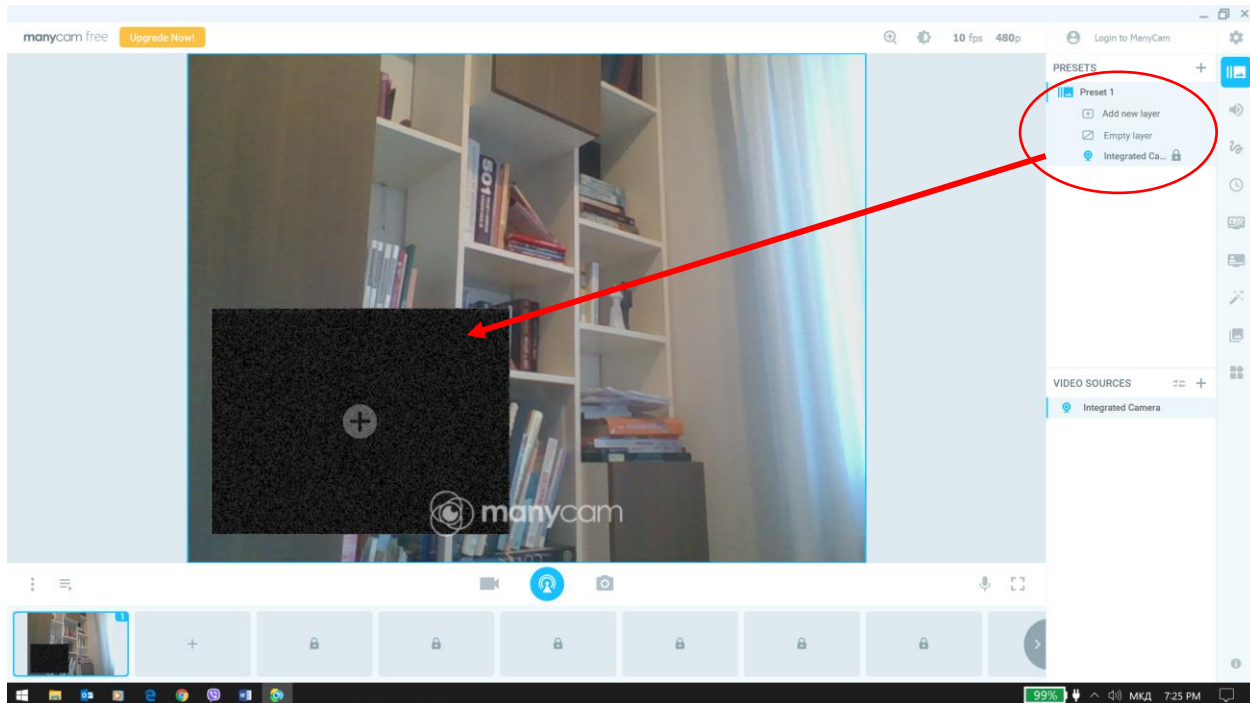 manycam free Upgrade Now!
10 fps 480p
Login to ManyCam
PRESETS
Preset 1
Add new layer
Empty layer
Integrated Ca...
501
manycam
VIDEO SOURCES
Integrated Camera
1
99%
МКД 7:25 PM